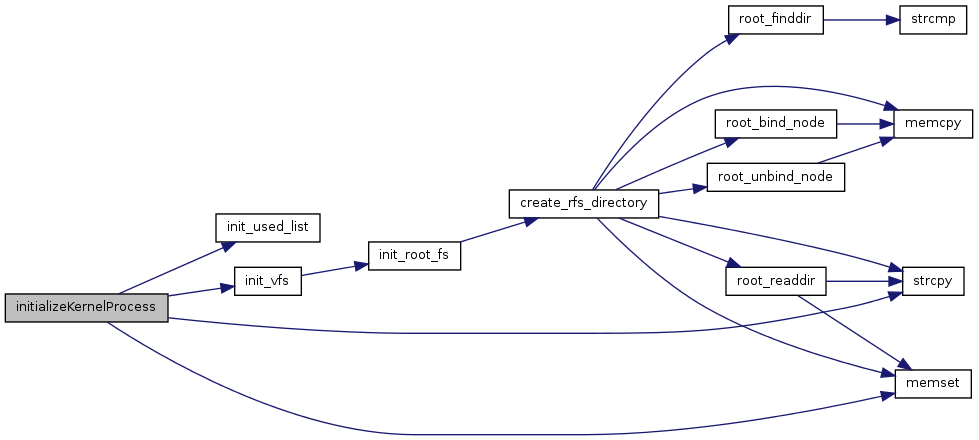 root_finddir
strcmp
root_bind_node
memcpy
root_unbind_node
create_rfs_directory
init_used_list
init_root_fs
init_vfs
root_readdir
strcpy
initializeKernelProcess
memset